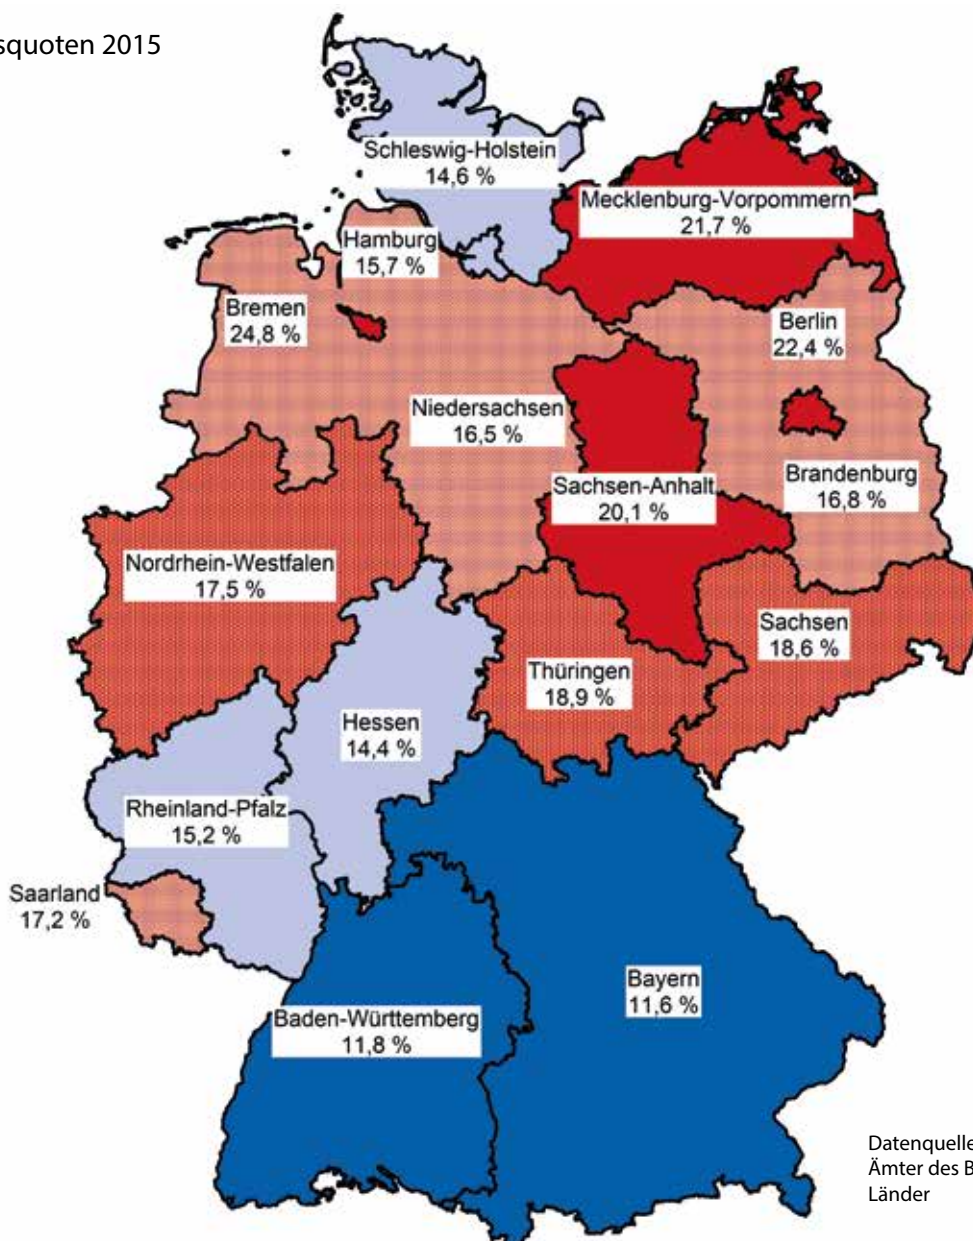 squoten 2015
Schleswig-Holstein
14,6 %
Mecklenburg-Vorpommern
21,7 %
Hamburg
15,7 %
Bremen
24,8 %
Berlin
22,4 %
Niedersachsen
16,5 %
Sachsen-Anhalt
20,1 %
Brandenburg
16,8 %
Nordrhein-Westfalen
17,5 %
Sachsen
18,6 %
Thüringen
18,9 %
Hessen
14,4 %
Rheinland-Pfalz
15,2 %
Saarland
17,2 %
Bayern
11,6 %
Baden-Württemberg
11,8 %
Datenquelle
Ämter des B
Länder